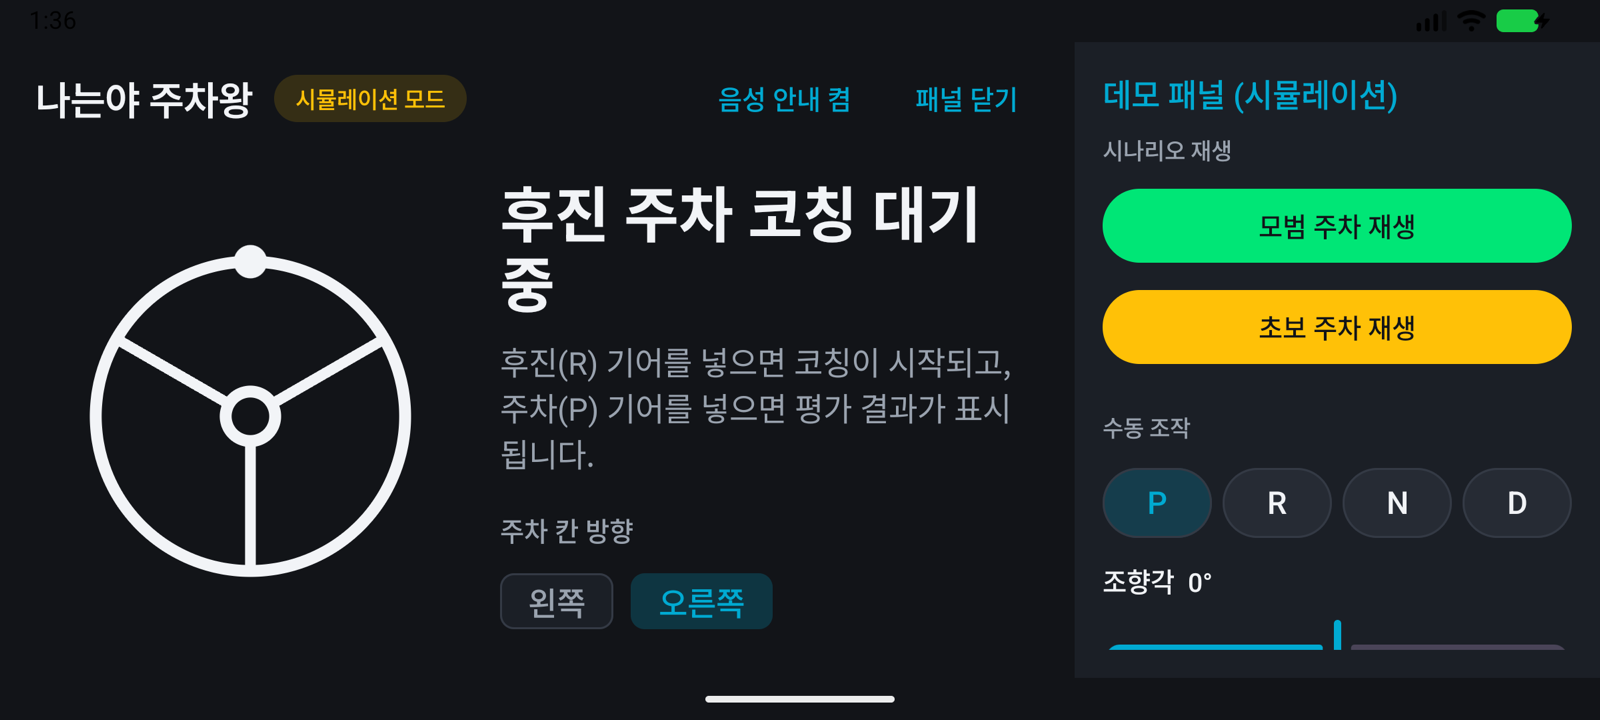 1:36
나는야 주차왕
시뮬레이션 모드
음성 안내 켬
패널 닫기
후진 주차 코칭 대기
중
후진(R) 기어를 넣으면 코칭이 시작되고,
주차(P) 기어를 넣으면 평가 결과가 표시
됩니다.
주차 칸 방향
왼쪽
오른쪽
데모 패널 (시뮬레이션)
시나리오 재생
모범 주차 재생
초보 주차 재생
수동 조작
P
R
N
D
조향각 0°